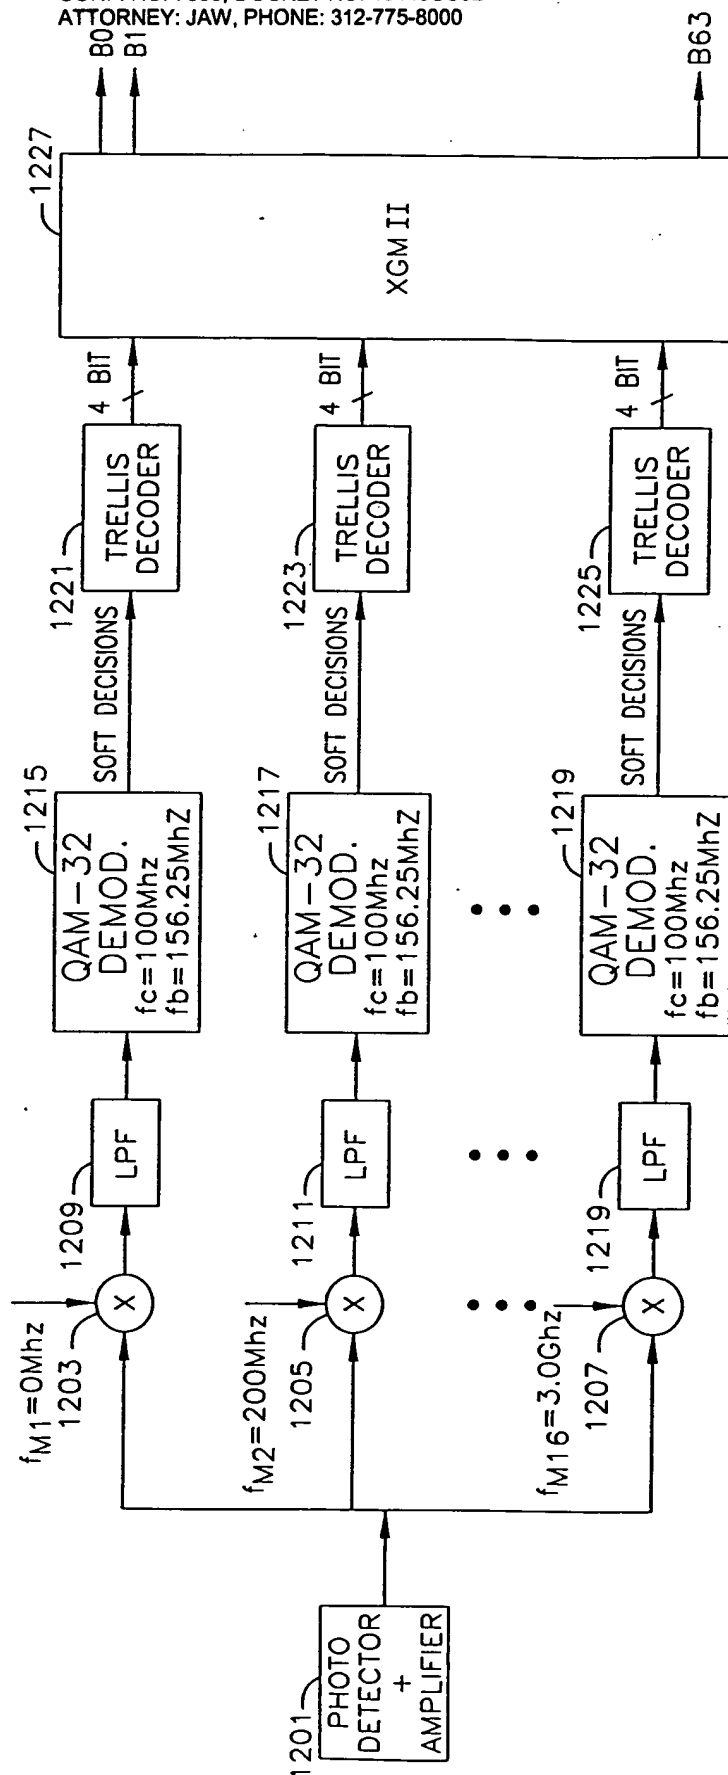 ATTORNEY: JAW, PHONE: 312-775-8000
1201
PHOTO
DETECTOR
+
AMPLIFIER
fM1=0Mhz
1203
X
1209
LPF
1215
QAM-32
DEMOD.
fc=100Mhz
fb=156.25MhZ
SOFT DECISIONS
1221
TRELLIS
DECODER
4 BIT
fM2=200Mhz
1205
X
1211
LPF
1217
QAM-32
DEMOD.
fc=100Mhz
fb=156.25MhZ
SOFT DECISIONS
1223
TRELLIS
DECODER
4 BIT
fM16=3.0Ghz
1207
X
1219
LPF
1219
QAM-32
DEMOD.
fc=100Mhz
fb=156.25MhZ
SOFT DECISIONS
1225
TRELLIS
DECODER
4 BIT
1227
XGMII
B0
B1
B63